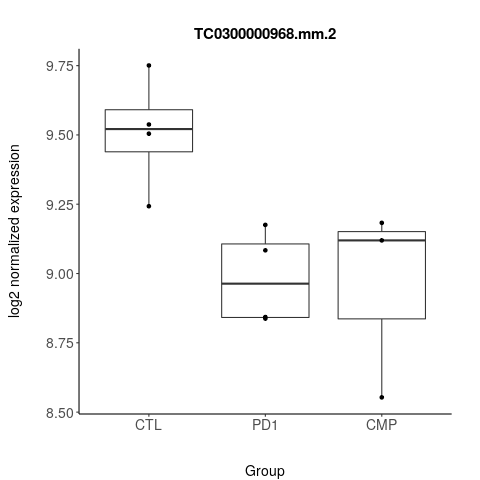 TC0300000968.mm.2
log2 normalized expression
9.75
9.50
9.25
9.00
8.75
8.50
CTL PD1 CMP
Group